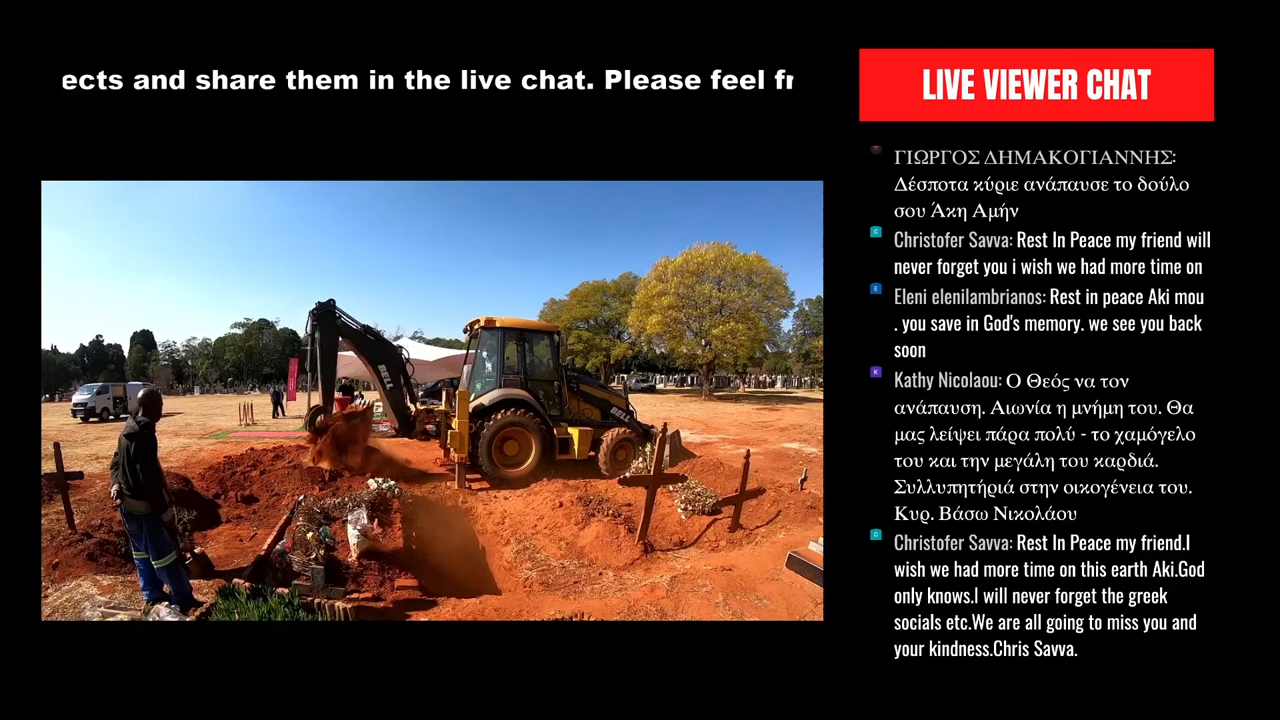 ects and share them in the live chat. Please feel fr
LIVE VIEWER CHAT
ΓΙΩΡΓΟΣ ΔΗΜΑΚΟΓΙΑΝΝΗΣ:
Δέσποτα κύριε ανάπαυσε το δούλο
σου Άκη Αμήν
Christofer Savva: Rest In Peace my friend will
never forget you i wish we had more time on
Eleni elenilambrianos: Rest in peace Aki mou
. you save in God's memory. we see you back
soon
Kathy Nicolaou: Ο Θεός να τον
ανάπαυση. Αιωνία η μνήμη του. Θα
μας λείψει πάρα πολύ - το χαμόγελο
του και την μεγάλη του καρδιά.
Συλλυπητήριά στην οικογένεια του.
Κυρ. Βάσω Νικολάου
Christofer Savva: Rest In Peace my friend.I
wish we had more time on this earth Aki.God
only knows.I will never forget the greek
socials etc.We are all going to miss you and
your kindness.Chris Savva.
BELL
BELL